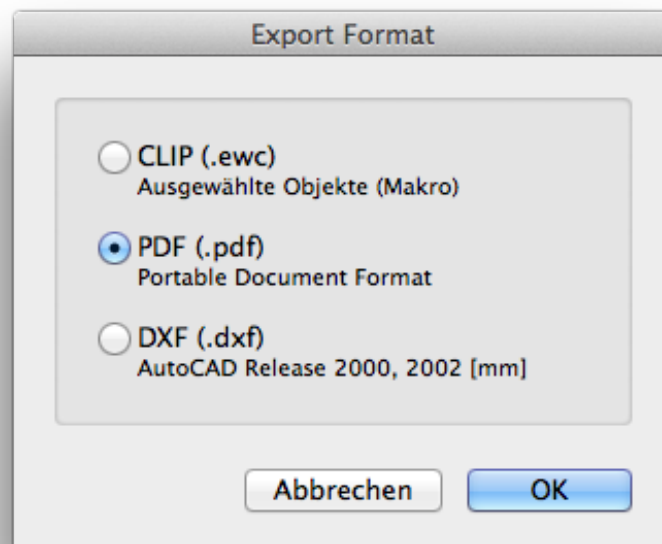 Export Format
CLIP (.ewc)
Ausgewählte Objekte (Makro)
PDF (.pdf)
Portable Document Format
DXF (.dxf)
AutoCAD Release 2000, 2002 [mm]
Abbrechen
OK